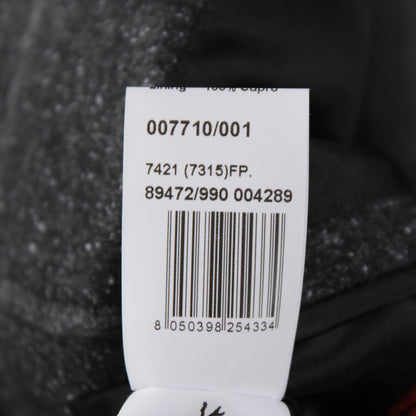 Lining 100% Cupro
007710/001
7421 (7315)FP.
89472/990 004289
8 050398 254334